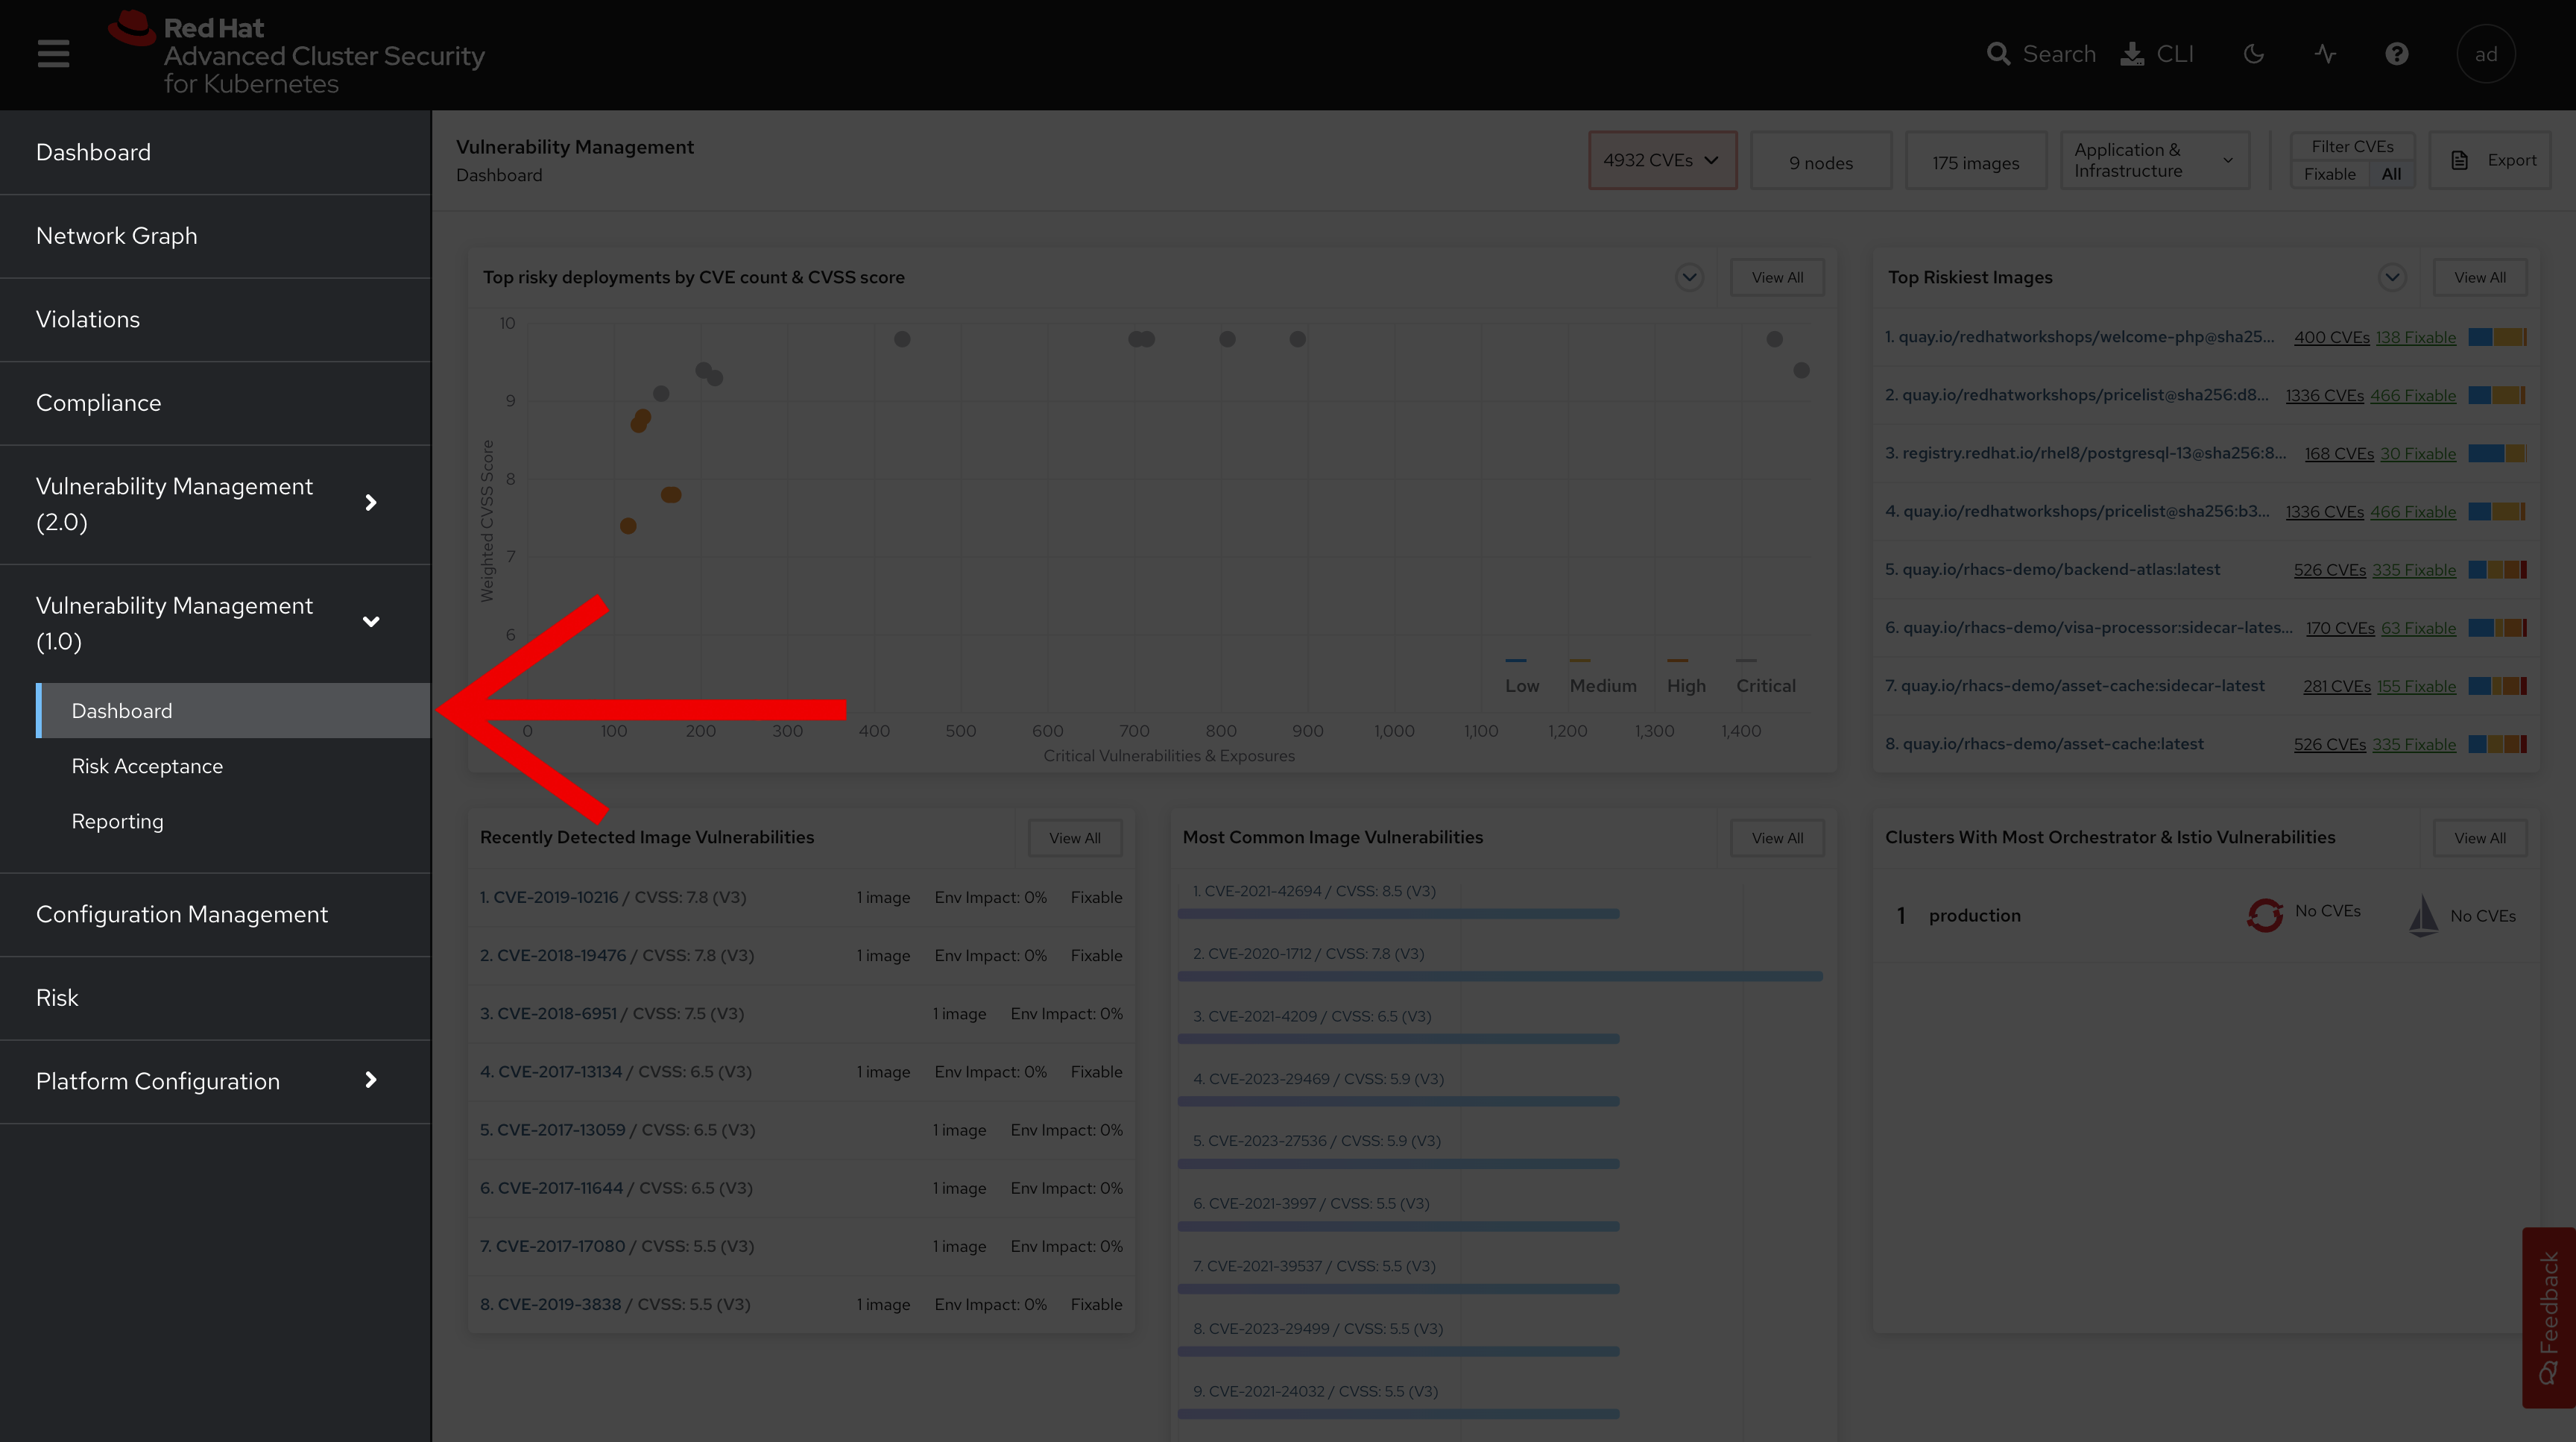 Red Hat
Advanced Cluster Security
for Kubernetes
Search
CLI
ad
Dashboard
Network Graph
Violations
Compliance
Vulnerability Management
(2.0)
Vulnerability Management
(1.0)
Dashboard
Risk Acceptance
Reporting
Configuration Management
Risk
Platform Configuration
Vulnerability Management
Dashboard
4932 CVEs
9 nodes
175 images
Application &
Infrastructure
Filter CVEs
Fixable All
Export
Top risky deployments by CVE count & CVSS score
View All
Weighted CVSS Score
10
9
8
7
6
Low Medium High Critical
0 100 200 300 400 500 600 700 800 900 1,000 1,100 1,200 1,300 1,400
Critical Vulnerabilities & Exposures
Top Riskiest Images
View All
1. quay.io/redhatworkshops/welcome-php@sha25... 400 CVEs 138 Fixable
2. quay.io/redhatworkshops/pricelist@sha256:d8... 1336 CVEs 466 Fixable
3. registry.redhat.io/rhel8/postgresql-13@sha256:8... 168 CVEs 30 Fixable
4. quay.io/redhatworkshops/pricelist@sha256:b3... 1336 CVEs 466 Fixable
5. quay.io/rhacs-demo/backend-atlas:latest 526 CVEs 335 Fixable
6. quay.io/rhacs-demo/visa-processor:sidecar-lates... 170 CVEs 63 Fixable
7. quay.io/rhacs-demo/asset-cache:sidecar-latest 281 CVEs 155 Fixable
8. quay.io/rhacs-demo/asset-cache:latest 526 CVEs 335 Fixable
Recently Detected Image Vulnerabilities
View All
1. CVE-2019-10216 / CVSS: 7.8 (V3) 1 image Env Impact: 0% Fixable
2. CVE-2018-19476 / CVSS: 7.8 (V3) 1 image Env Impact: 0% Fixable
3. CVE-2018-6951 / CVSS: 7.5 (V3) 1 image Env Impact: 0%
4. CVE-2017-13134 / CVSS: 6.5 (V3) 1 image Env Impact: 0% Fixable
5. CVE-2017-13059 / CVSS: 6.5 (V3) 1 image Env Impact: 0%
6. CVE-2017-11644 / CVSS: 6.5 (V3) 1 image Env Impact: 0%
7. CVE-2017-17080 / CVSS: 5.5 (V3) 1 image Env Impact: 0%
8. CVE-2019-3838 / CVSS: 5.5 (V3) 1 image Env Impact: 0% Fixable
Most Common Image Vulnerabilities
View All
1. CVE-2021-42694 / CVSS: 8.5 (V3)
2. CVE-2020-1712 / CVSS: 7.8 (V3)
3. CVE-2021-4209 / CVSS: 6.5 (V3)
4. CVE-2023-29469 / CVSS: 5.9 (V3)
5. CVE-2023-27536 / CVSS: 5.9 (V3)
6. CVE-2021-3997 / CVSS: 5.5 (V3)
7. CVE-2021-39537 / CVSS: 5.5 (V3)
8. CVE-2023-29499 / CVSS: 5.5 (V3)
9. CVE-2021-24032 / CVSS: 5.5 (V3)
Clusters With Most Orchestrator & Istio Vulnerabilities
View All
1 production No CVEs No CVEs
Feedback